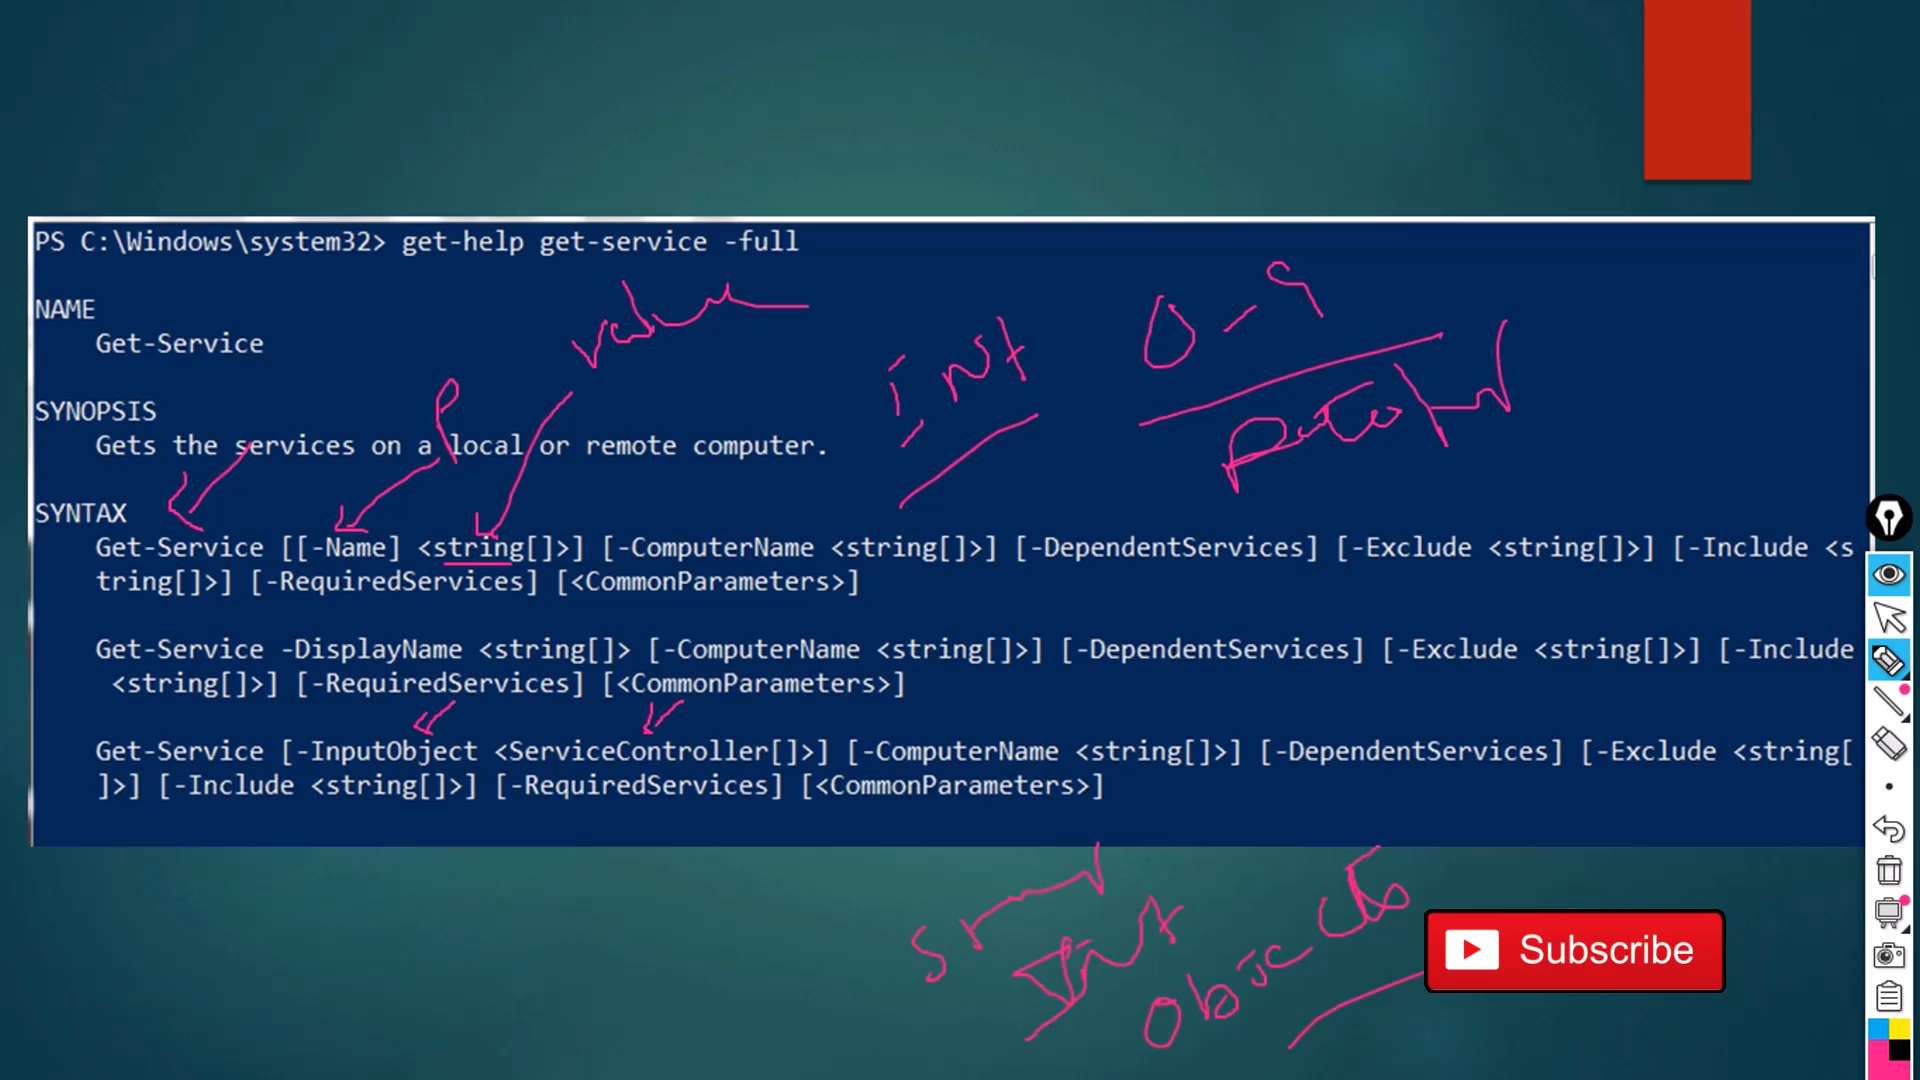 PS C:\Windows\system32> get-help get-service -full
NAME
value
int
0-9
Get-Service
P
SYNOPSIS
Gets the services on a local or remote computer.
SYNTAX
Get-Service [[-Name] <string[]>] [-ComputerName <string[]>] [-DependentServices] [-Exclude <string[]>] [-Include <s
tring[]>] [-RequiredServices] [<CommonParameters>]
Get-Service -DisplayName <string[]> [-ComputerName <string[]>] [-DependentServices] [-Exclude <string[]>] [-Include
<string[]>] [-RequiredServices] [<CommonParameters>]
Get-Service [-InputObject <ServiceController[]>] [-ComputerName <string[]>] [-DependentServices] [-Exclude <string[
]>] [-Include <string[]>] [-RequiredServices] [<CommonParameters>]
Int
Subscribe